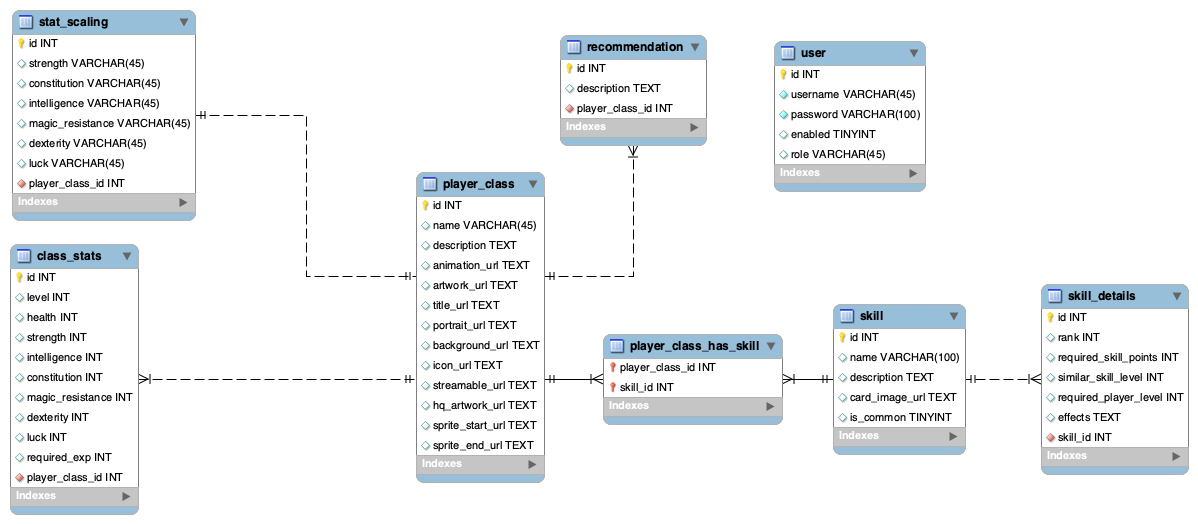 stat_scaling
id INT
strength VARCHAR(45)
constitution VARCHAR(45)
intelligence VARCHAR(45)
magic_resistance VARCHAR(45)
dexterity VARCHAR(45)
luck VARCHAR(45)
player_class_id INT
Indexes
class_stats
id INT
level INT
health INT
strength INT
intelligence INT
constitution INT
magic_resistance INT
dexterity INT
luck INT
required_exp INT
player_class_id INT
Indexes
player_class
id INT
name VARCHAR(45)
description TEXT
animation_url TEXT
artwork_url TEXT
title_url TEXT
portrait_url TEXT
background_url TEXT
icon_url TEXT
streamable_url TEXT
hq_artwork_url TEXT
sprite_start_url TEXT
sprite_end_url TEXT
Indexes
recommendation
id INT
description TEXT
player_class_id INT
Indexes
user
id INT
username VARCHAR(45)
password VARCHAR(100)
enabled TINYINT
role VARCHAR(45)
Indexes
player_class_has_skill
player_class_id INT
skill_id INT
Indexes
skill
id INT
name VARCHAR(100)
description TEXT
card_image_url TEXT
is_common TINYINT
Indexes
skill_details
id INT
rank INT
required_skill_points INT
similar_skill_level INT
required_player_level INT
effects TEXT
skill_id INT
Indexes